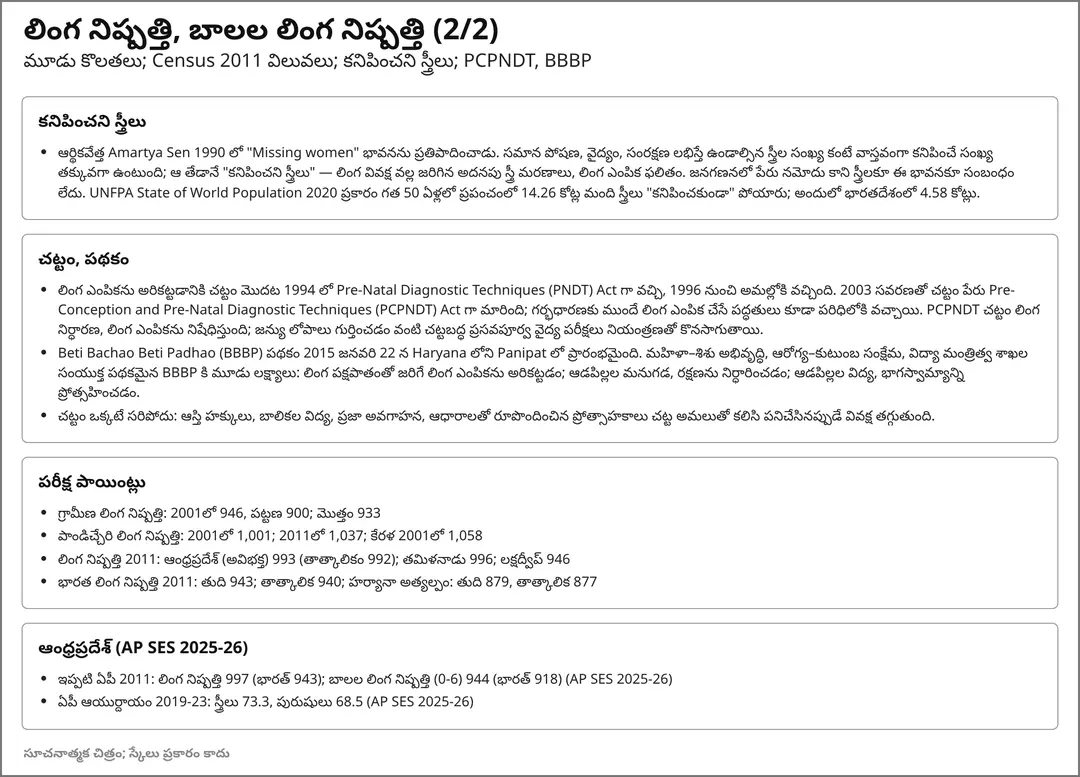 లింగ నిష్పత్తి, బాలల లింగ నిష్పత్తి (2/2)
మూడు కొలతలు; Census 2011 విలువలు; కనిపించని స్త్రీలు; PCPNDT, BBBP
కనిపించని స్త్రీలు
• ఆర్థికవేత్త Amartya Sen 1990 లో "Missing women" భావనను ప్రతిపాదించాడు. సమాన పోషణ, వైద్యం, సంరక్షణ లభిస్తే ఉండాల్సిన స్త్రీల సంఖ్య కంటే వాస్తవంగా కనిపించే సంఖ్య
తక్కువగా ఉంటుంది; ఆ తేడానే "కనిపించని స్త్రీలు" — లింగ వివక్ష వల్ల జరిగిన అదనపు స్త్రీ మరణాలు, లింగ ఎంపిక ఫలితం. జనగణనలో పేరు నమోదు కాని స్త్రీలకూ ఈ భావనకూ సంబంధం
లేదు. UNFPA State of World Population 2020 ప్రకారం గత 50 ఏళ్లలో ప్రపంచంలో 14.26 కోట్ల మంది స్త్రీలు "కనిపించకుండా" పోయారు; అందులో భారతదేశంలో 4.58 కోట్లు.
చట్టం, పథకం
• లింగ ఎంపికను అరికట్టడానికి చట్టం మొదట 1994 లో Pre-Natal Diagnostic Techniques (PNDT) Act గా వచ్చి, 1996 నుంచి అమల్లోకి వచ్చింది. 2003 సవరణతో చట్టం పేరు Pre-
Conception and Pre-Natal Diagnostic Techniques (PCPNDT) Act గా మారింది; గర్భధారణకు ముందే లింగ ఎంపిక చేసే పద్ధతులు కూడా పరిధిలోకి వచ్చాయి. PCPNDT చట్టం లింగ
నిర్ధారణ, లింగ ఎంపికను నిషేధిస్తుంది; జన్యు లోపాలు గుర్తించడం వంటి చట్టబద్ధ ప్రసవపూర్వ వైద్య పరీక్షలు నియంత్రణతో కొనసాగుతాయి.
• Beti Bachao Beti Padhao (BBBP) పథకం 2015 జనవరి 22 న Haryana లోని Panipat లో ప్రారంభమైంది. మహిళా–శిశు అభివృద్ధి, ఆరోగ్య–కుటుంబ సంక్షేమ, విద్యా మంత్రిత్వ శాఖల
సంయుక్త పథకమైన BBBP కి మూడు లక్ష్యాలు: లింగ పక్షపాతంతో జరిగే లింగ ఎంపికను అరికట్టడం; ఆడపిల్లల మనుగడ, రక్షణను నిర్ధారించడం; ఆడపిల్లల విద్య, భాగస్వామ్యాన్ని
ప్రోత్సహించడం.
• చట్టం ఒక్కటే సరిపోదు: ఆస్తి హక్కులు, బాలికల విద్య, ప్రజా అవగాహన, ఆధారాలతో రూపొందించిన ప్రోత్సాహకాలు చట్ట అమలుతో కలిసి పనిచేసినప్పుడే వివక్ష తగ్గుతుంది.
పరీక్ష పాయింట్లు
• గ్రామీణ లింగ నిష్పత్తి: 2001లో 946, పట్టణ 900; మొత్తం 933
• పాండిచ్చేరి లింగ నిష్పత్తి: 2001లో 1,001; 2011లో 1,037; కేరళ 2001లో 1,058
• లింగ నిష్పత్తి 2011: ఆంధ్రప్రదేశ్ (అవిభక్త) 993 (తాత్కాలికం 992); తమిళనాడు 996; లక్షద్వీప్ 946
• భారత లింగ నిష్పత్తి 2011: తుది 943; తాత్కాలిక 940; హర్యానా అత్యల్పం: తుది 879, తాత్కాలిక 877
ఆంధ్రప్రదేశ్ (AP SES 2025-26)
• ఇప్పటి ఏపీ 2011: లింగ నిష్పత్తి 997 (భారత్ 943); బాలల లింగ నిష్పత్తి (0-6) 944 (భారత్ 918) (AP SES 2025-26)
• ఏపీ ఆయుర్దాయం 2019-23: స్త్రీలు 73.3, పురుషులు 68.5 (AP SES 2025-26)
సూచనాత్మక చిత్రం; స్కేలు ప్రకారం కాదు